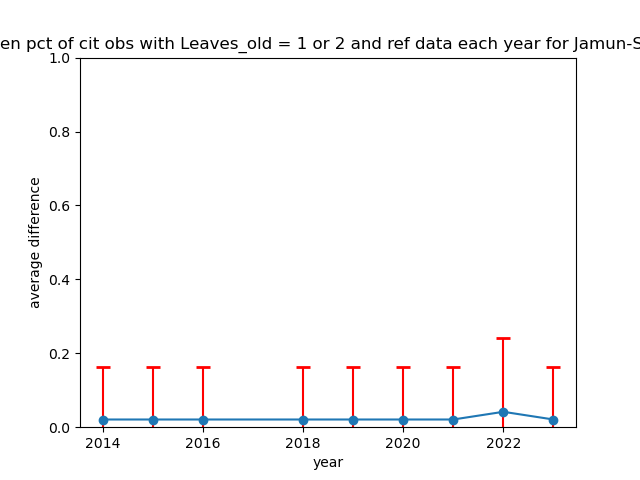 en pct of cit obs with Leaves_old = 1 or 2 and ref data each year for Jamun-S
1.0
0.8
0.6
0.4
0.2
0.0
average difference
2014 2016 2018 2020 2022
year